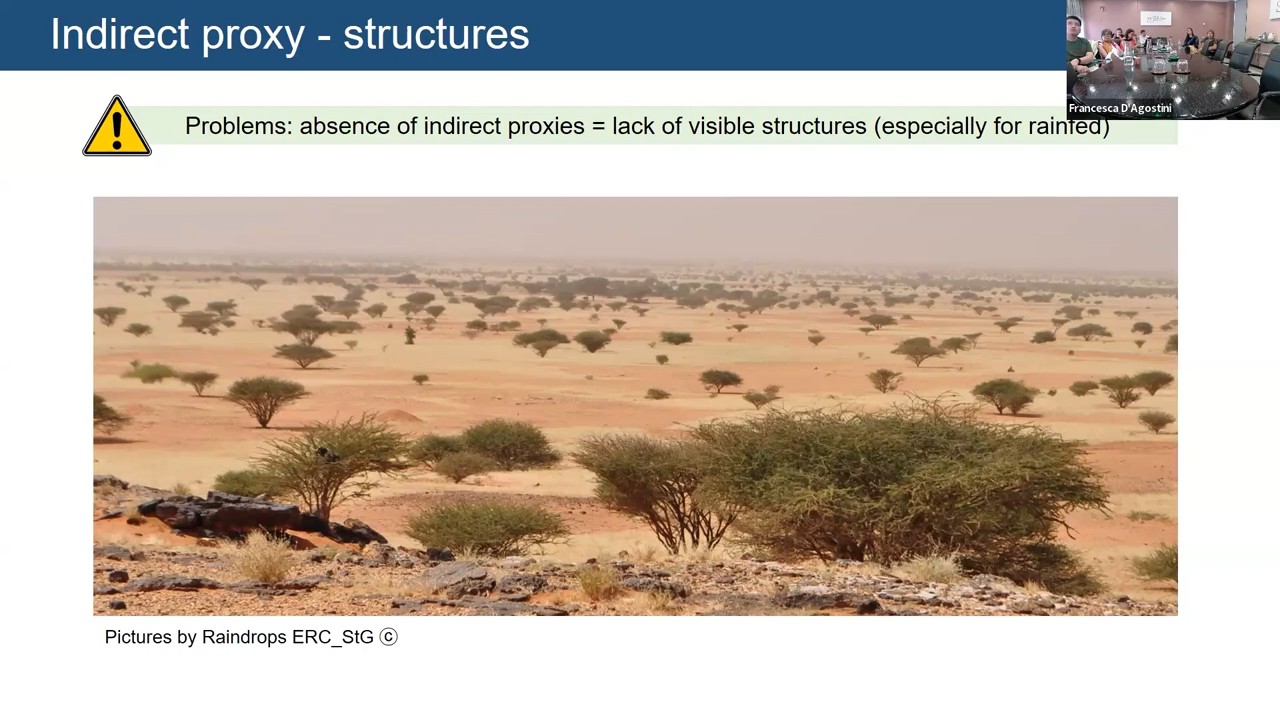 Indirect proxy - structures
Francesca D'Agostini
Problems: absence of indirect proxies = lack of visible structures (especially for rainfed)
Pictures by Raindrops ERC_StG ⓒ